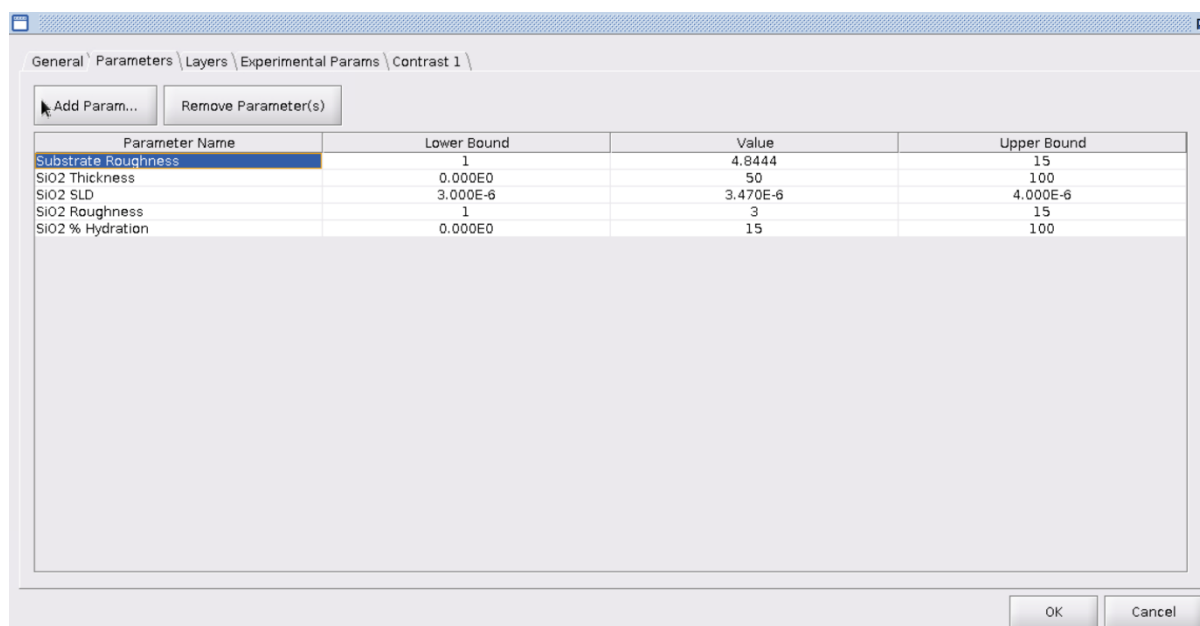 General Parameters Layers Experimental Params Contrast 1
Add Param... Remove Parameter(s)
Parameter Name Lower Bound Value Upper Bound
Substrate Roughness 1 4.8444 15
SiO2 Thickness 0.000E0 50 100
SiO2 SLD 3.000E-6 3.470E-6 4.000E-6
SiO2 Roughness 1 3 15
SiO2 % Hydration 0.000E0 15 100
OK Cancel